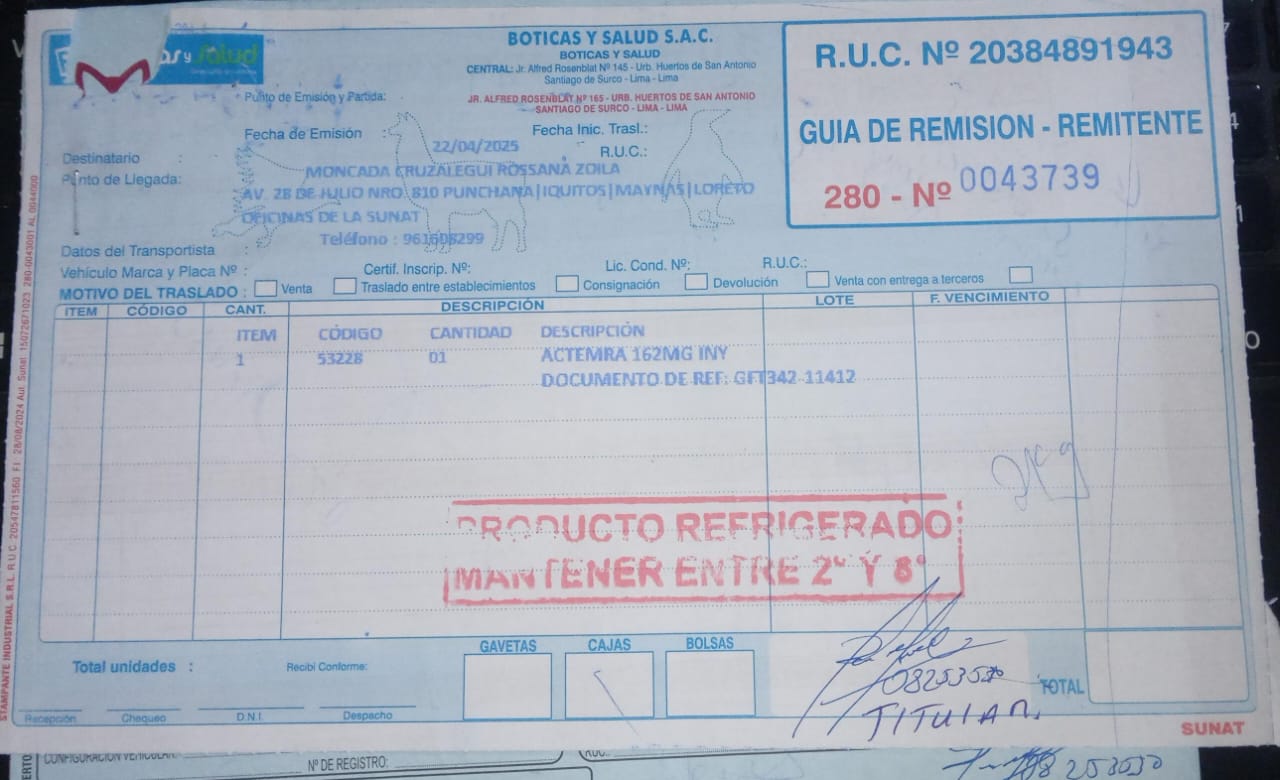 BOTICAS Y SALUD S.A.C.
BOTICAS Y SALUD
CENTRAL: Jr. Alfred Rosenblat Nº 145 - Urb. Huertos de San Antonio
Santiago de Surco - Lima - Lima
Punto de Emisión y Partida:
JR. ALFRED ROSENBLAT Nº 165 - URB. HUERTOS DE SAN ANTONIO
SANTIAGO DE SURCO - LIMA - LIMA
R.U.C. Nº 20384891943
GUIA DE REMISION - REMITENTE
280 - Nº 0043739
Fecha de Emisión : 22/04/2025 Fecha Inic. Trasl.:
Destinatario : R.U.C.:
MONCADA CRUZALEGUI ROSSANA ZOILA
Punto de Llegada:
AV. 28 DE JULIO NRO. 810 PUNCHANA|IQUITOS|MAYNAS|LORETO
OFICINAS DE LA SUNAT
Teléfono : 961606299
Datos del Transportista :
Vehículo Marca y Placa Nº : Certif. Inscrip. Nº: Lic. Cond. Nº: R.U.C.:
MOTIVO DEL TRASLADO : Venta Traslado entre establecimientos Consignación Devolución Venta con entrega a terceros
ITEM CÓDIGO CANT. DESCRIPCIÓN LOTE F. VENCIMIENTO
ITEM CÓDIGO CANTIDAD DESCRIPCIÓN
1 53228 01 ACTEMRA 162MG INY
DOCUMENTO DE REF: GFT342-11412
PRODUCTO REFRIGERADO
MANTENER ENTRE 2° Y 8°
GAVETAS CAJAS BOLSAS
Total unidades : Recibí Conforme:
TOTAL
TITULAR.
Recepción Chequeo D.N.I. Despacho
SUNAT
CONFIGURACIÓN VEHICULAR:
Nº DE REGISTRO:
RUC: